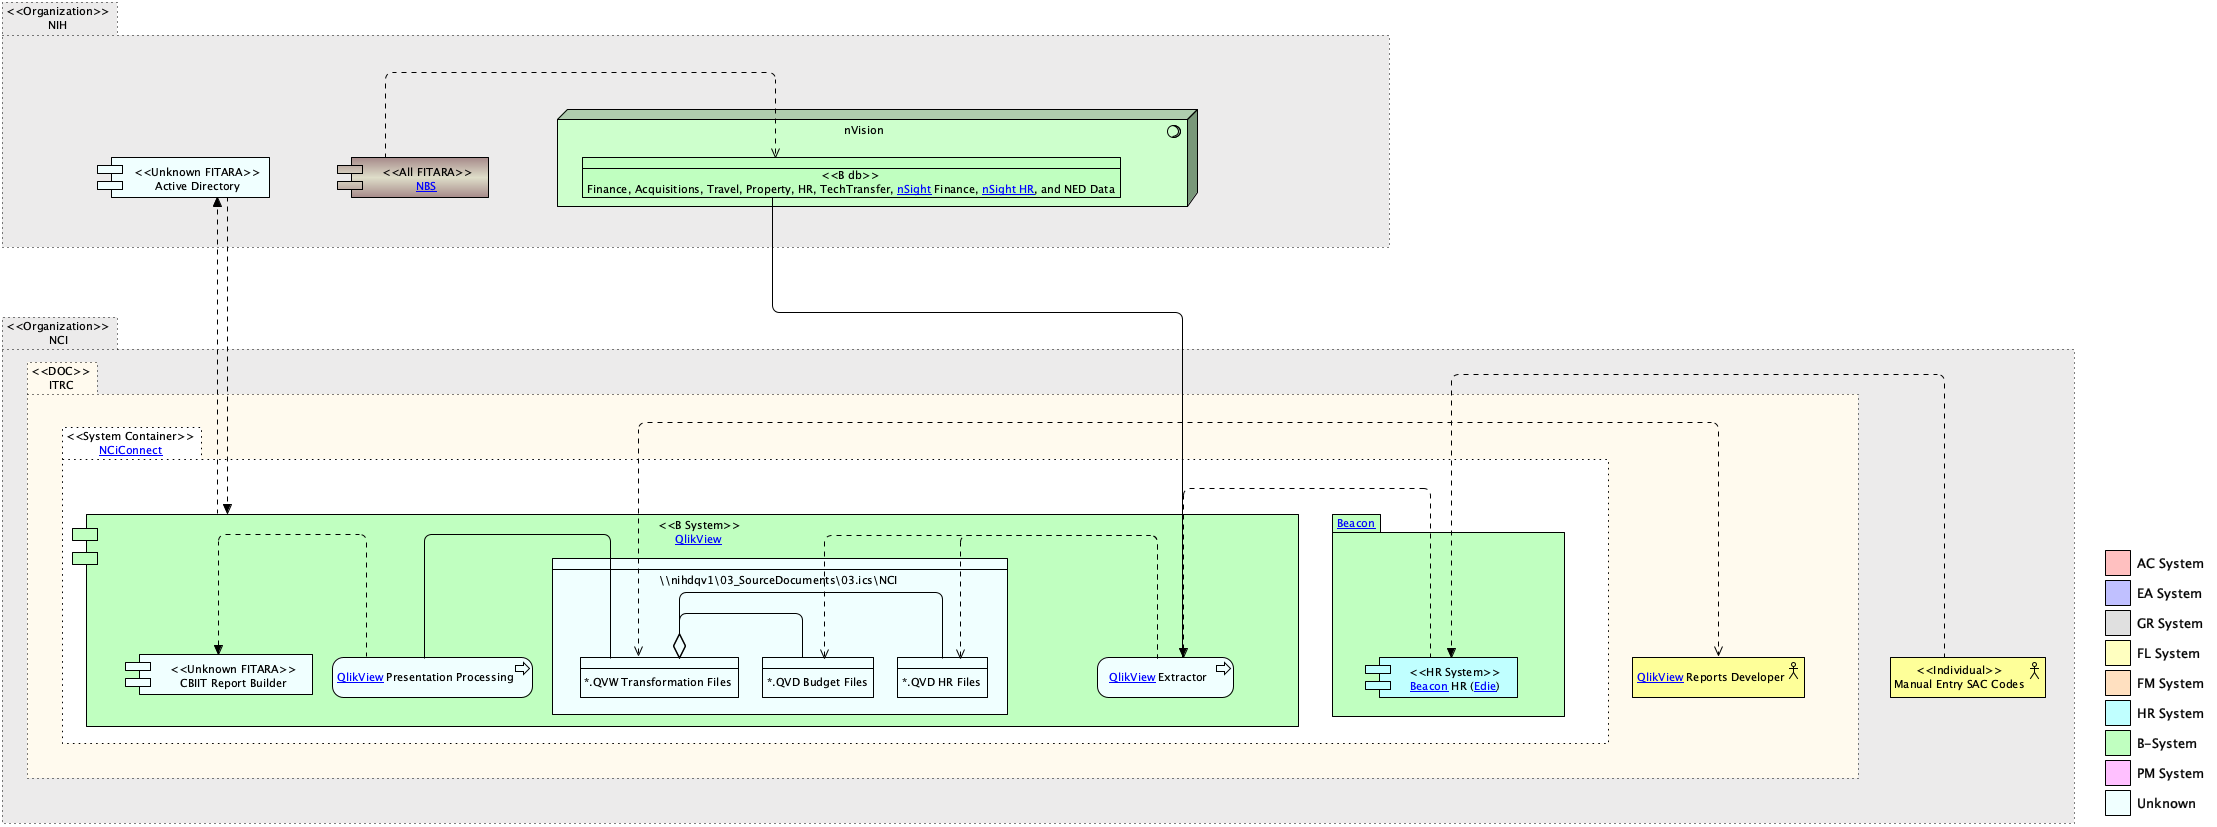 <<Organization>>
NIH
nVision
<<Unknown FITARA>>
Active Directory
<<All FITARA>>
NBS
<<B db>>
Finance, Acquisitions, Travel, Property, HR, TechTransfer, nSight Finance, nSight HR, and NED Data
<<Organization>>
NCI
<<DOC>>
ITRC
<<System Container>>
NCiConnect
<<B System>>
QlikView
Beacon
\\nihdqv1\03_SourceDocuments\03.ics\NCI
<<Unknown FITARA>>
CBIIT Report Builder
QlikView Presentation Processing
*.QVW Transformation Files
*.QVD Budget Files
*.QVD HR Files
QlikView Extractor
<<HR System>>
Beacon HR (Edie)
QlikView Reports Developer
<<Individual>>
Manual Entry SAC Codes
AC System
EA System
GR System
FL System
FM System
HR System
B-System
PM System
Unknown